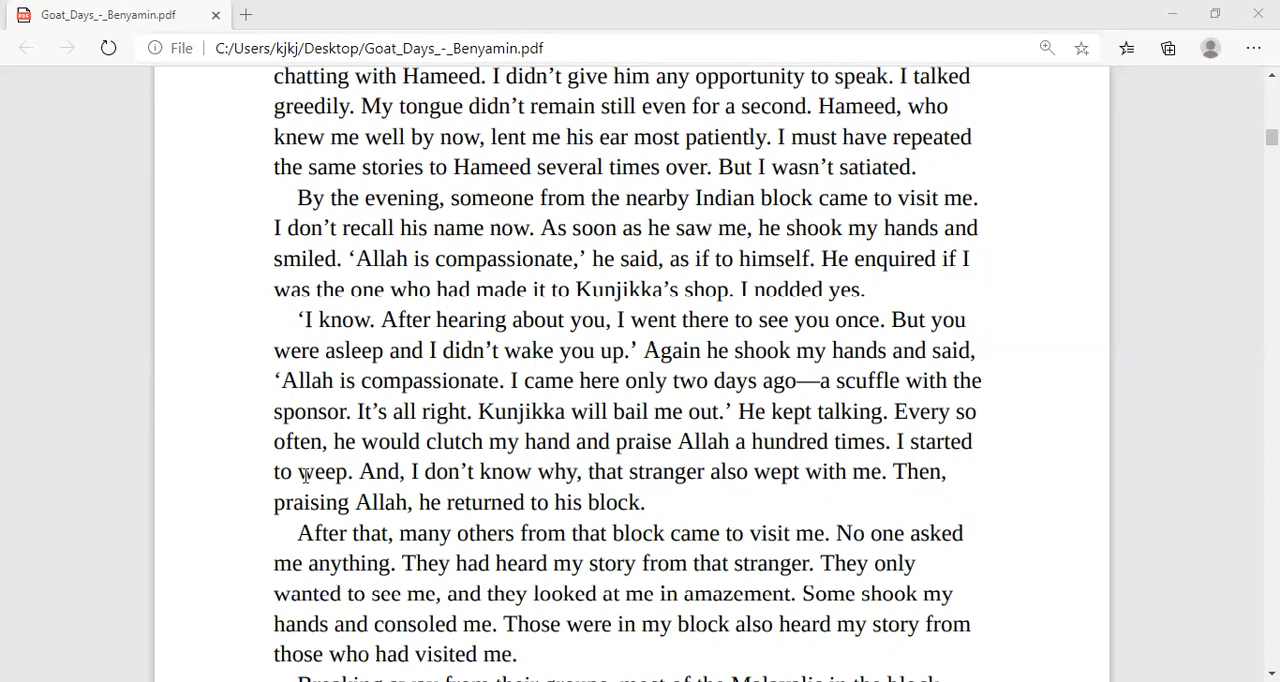 Goat_Days_-_Benyamin.pdf
File C:/Users/kjkj/Desktop/Goat_Days_-_Benyamin.pdf
chatting with Hameed. I didn’t give him any opportunity to speak. I talked
greedily. My tongue didn’t remain still even for a second. Hameed, who
knew me well by now, lent me his ear most patiently. I must have repeated
the same stories to Hameed several times over. But I wasn’t satiated.
By the evening, someone from the nearby Indian block came to visit me.
I don’t recall his name now. As soon as he saw me, he shook my hands and
smiled. ‘Allah is compassionate,’ he said, as if to himself. He enquired if I
was the one who had made it to Kunjikka’s shop. I nodded yes.
‘I know. After hearing about you, I went there to see you once. But you
were asleep and I didn’t wake you up.’ Again he shook my hands and said,
‘Allah is compassionate. I came here only two days ago—a scuffle with the
sponsor. It’s all right. Kunjikka will bail me out.’ He kept talking. Every so
often, he would clutch my hand and praise Allah a hundred times. I started
to weep. And, I don’t know why, that stranger also wept with me. Then,
praising Allah, he returned to his block.
After that, many others from that block came to visit me. No one asked
me anything. They had heard my story from that stranger. They only
wanted to see me, and they looked at me in amazement. Some shook my
hands and consoled me. Those were in my block also heard my story from
those who had visited me.
Breaking away from their groups, most of the Malayalis in the block